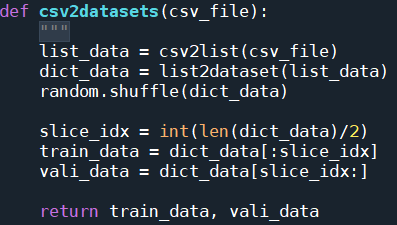 def csv2datasets(csv_file):
    """
    list_data = csv2list(csv_file)
    dict_data = list2dataset(list_data)
    random.shuffle(dict_data)

    slice_idx = int(len(dict_data)/2)
    train_data = dict_data[:slice_idx]
    vali_data = dict_data[slice_idx:]

    return train_data, vali_data